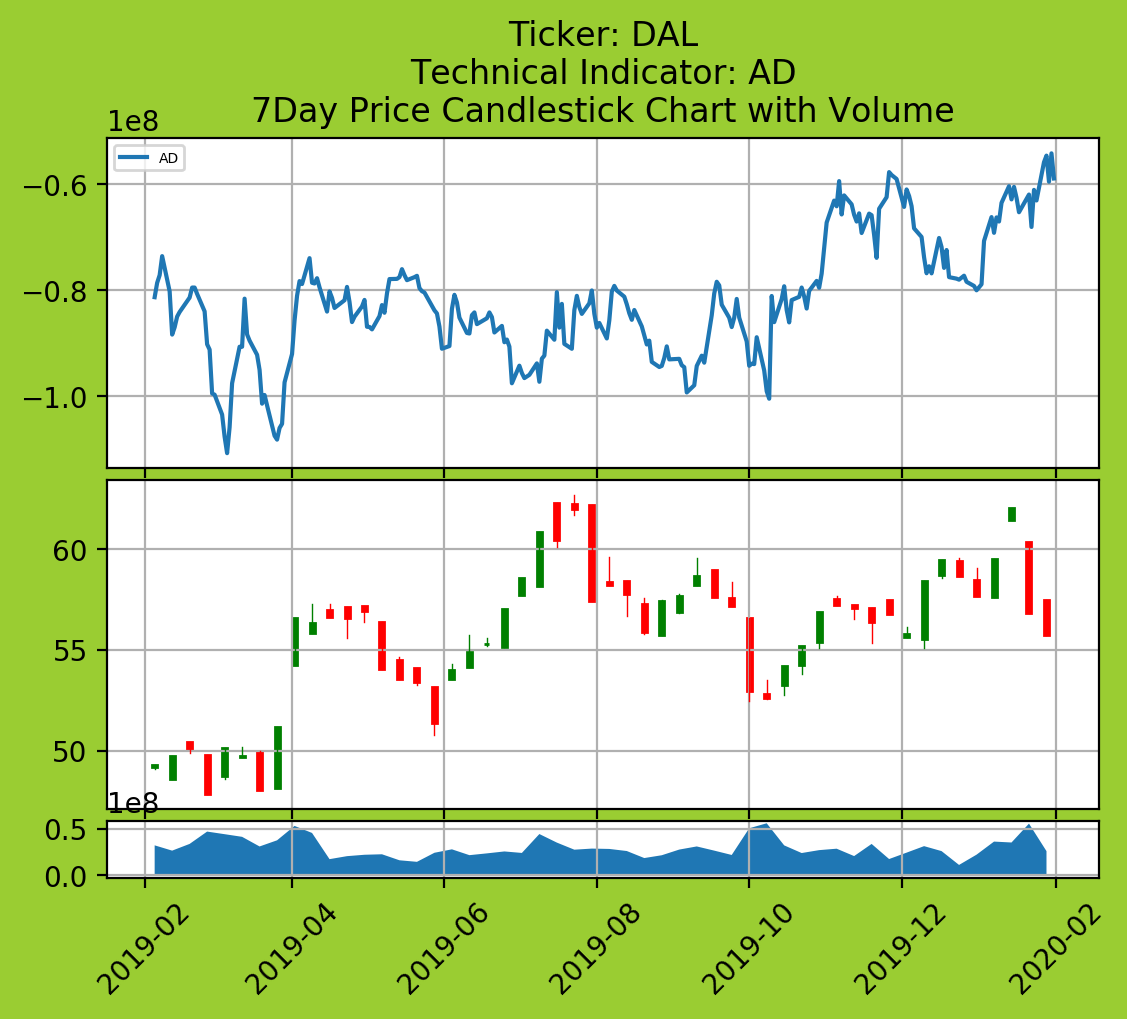 Ticker: DAL
Technical Indicator: AD
7Day Price Candlestick Chart with Volume
1e8
AD
−0.6
−0.8
−1.0
60
55
50
1e8
0.5
0.0
2019-02
2019-04
2019-06
2019-08
2019-10
2019-12
2020-02